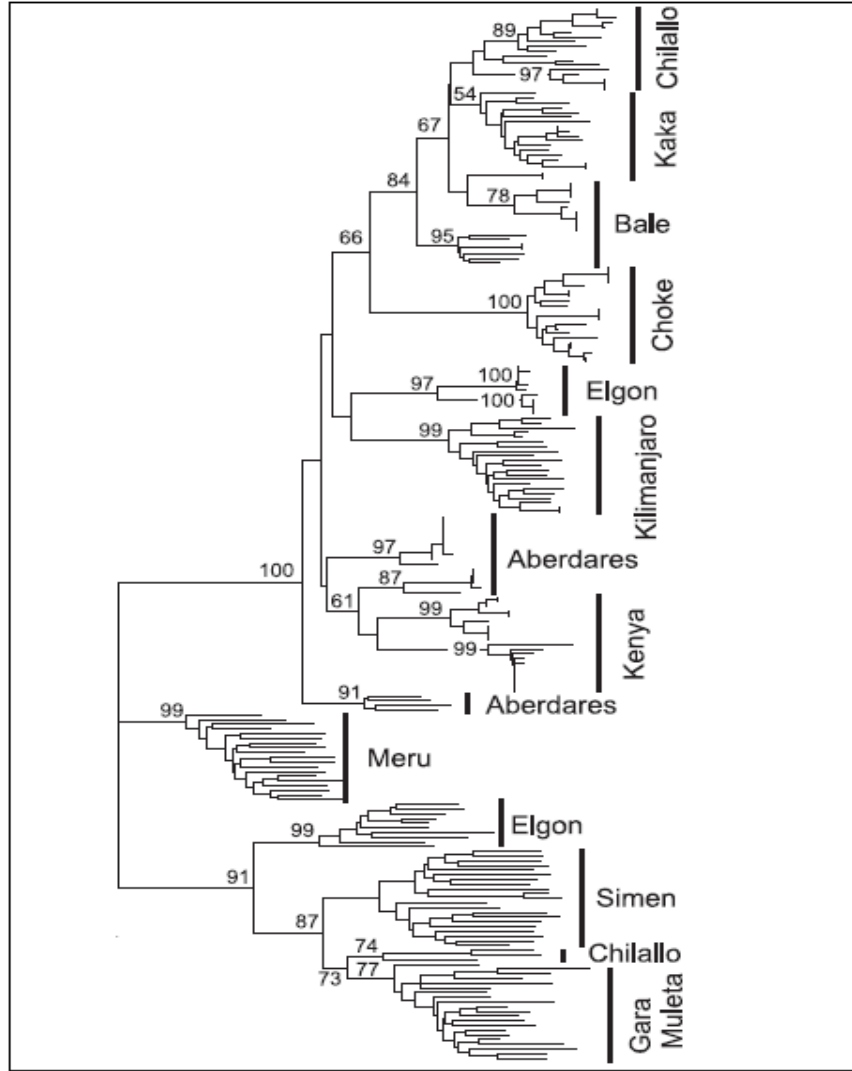 89
Chilallo
97
54
Kaka
67
84
78
Bale
95
66
100
Choke
97
100
Elgon
100
99
Kilimanjaro
97
Aberdares
100
87
61
99
Kenya
99
91
Aberdares
99
Meru
99
Elgon
91
Simen
87
74
Chilallo
73
77
Gara
Muleta